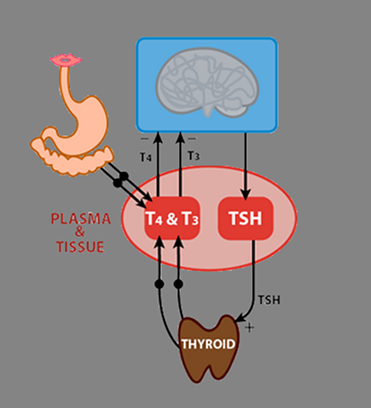 − −
T4 T3
PLASMA
&
TISSUE
T4 & T3
TSH
TSH
+
THYROID